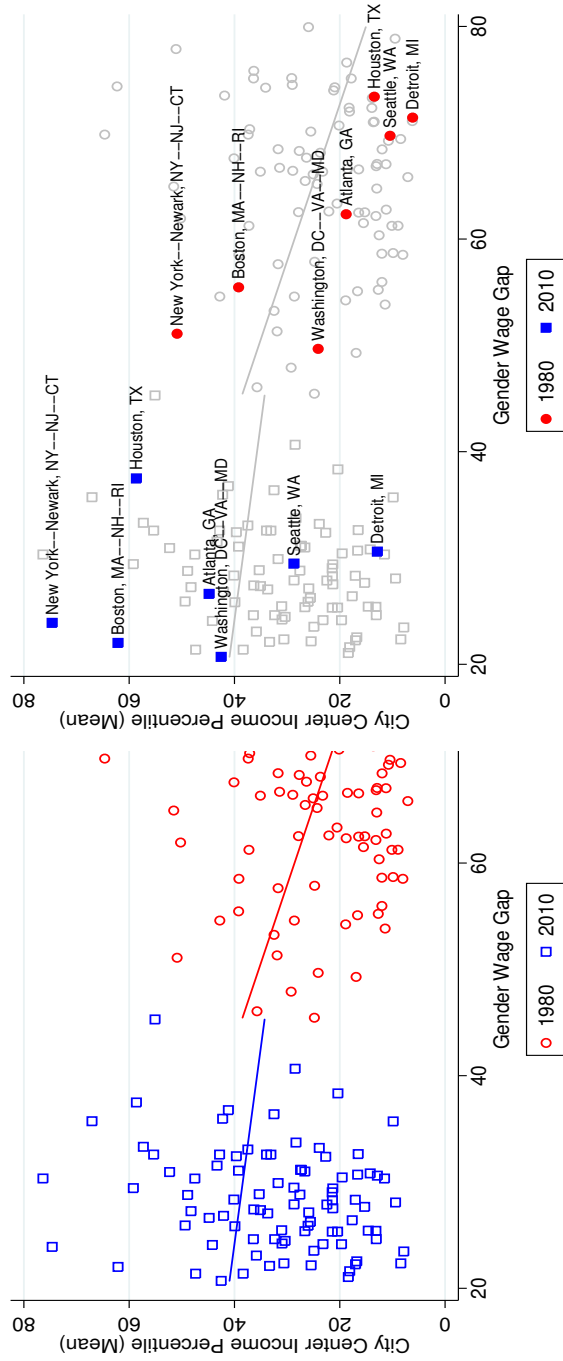 City Center Income Percentile (Mean)
80
60
40
20
0
20
40
60
Gender Wage Gap
1980
2010
City Center Income Percentile (Mean)
80
60
40
20
0
New York--Newark, NY--NJ--CT
Boston, MA--NH--RI
Houston, TX
Atlanta, GA
Washington, DC--VA--MD
Seattle, WA
Detroit, MI
New York--Newark, NY--NJ--CT
Boston, MA--NH--RI
Washington, DC--VA--MD
Atlanta, GA
Houston, TX
Seattle, WA
Detroit, MI
20
40
60
80
Gender Wage Gap
1980
2010